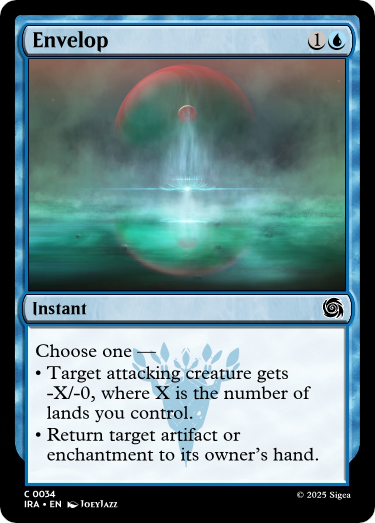 Envelop 1
Instant
Choose one —
• Target attacking creature gets
-X/-0, where X is the number of
lands you control.
• Return target artifact or
enchantment to its owner's hand.
C 0034
IRA • EN JoeyJazz
© 2025 Sigea